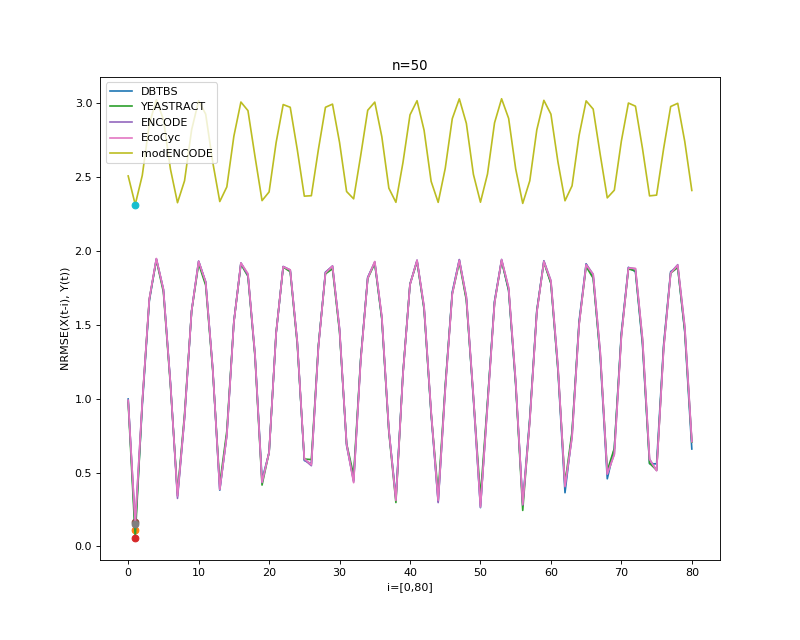 n=50
DBTBS
YEASTRACT
ENCODE
EcoCyc
modENCODE
NRMSE(X(t-i), Y(t))
3.0
2.5
2.0
1.5
1.0
0.5
0.0
0 10 20 30 40 50 60 70 80
i=[0,80]